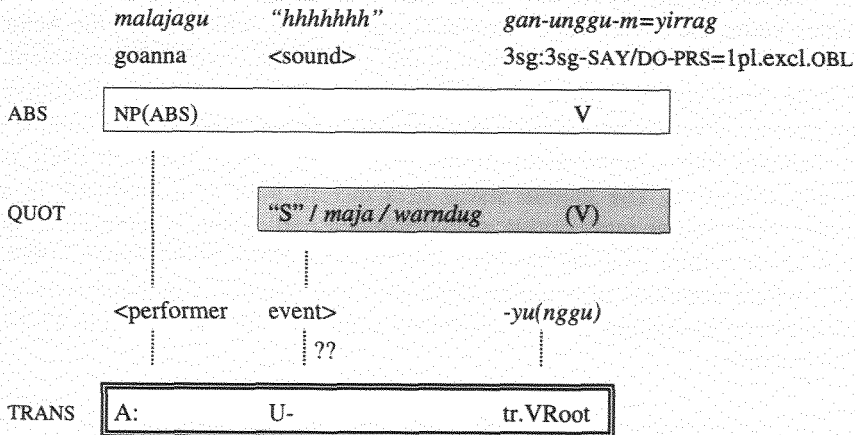 malajagu "hhhhhhh" gan-unggu-m=yirrag
goanna <sound> 3sg:3sg-SAY/DO-PRS=1pl.excl.OBL
ABS NP(ABS) V
QUOT "S" / maja / warndug (V)
<performer event> -yu(nggu)
??
TRANS A: U- tr.VRoot